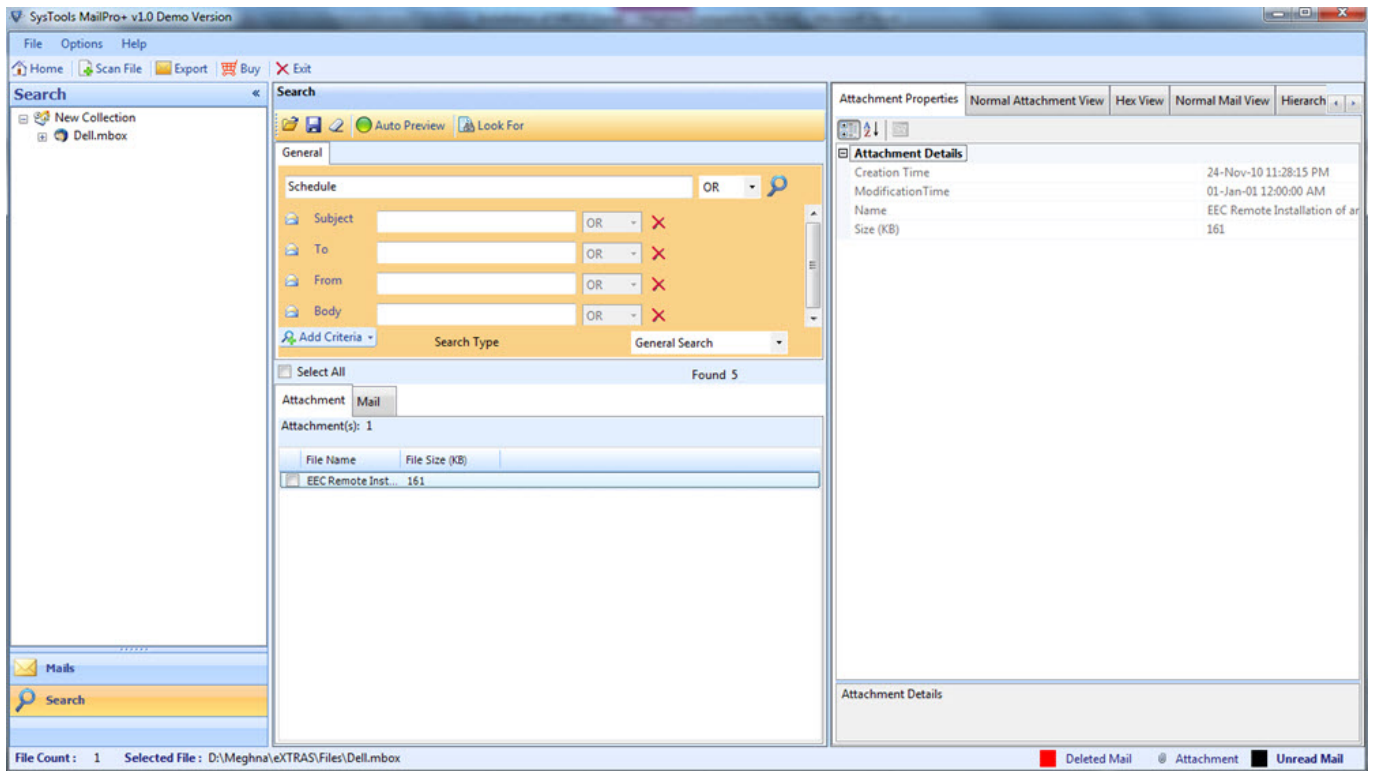 SysTools MailPro+ v1.0 Demo Version
File Options Help
Home Scan File Export Buy Exit
Search «
New Collection
Dell.mbox
Mails
Search
Search
Auto Preview Look For
General
Schedule OR
Subject OR
To OR
From OR
Body OR
Add Criteria Search Type General Search
Select All Found 5
Attachment Mail
Attachment(s): 1
File Name File Size (KB)
EEC Remote Inst... 161
Attachment Properties Normal Attachment View Hex View Normal Mail View Hierarch
Attachment Details
Creation Time 24-Nov-10 11:28:15 PM
ModificationTime 01-Jan-01 12:00:00 AM
Name EEC Remote Installation of ar
Size (KB) 161
Attachment Details
File Count : 1 Selected File : D:\Meghna\eXTRAS\Files\Dell.mbox Deleted Mail Attachment Unread Mail